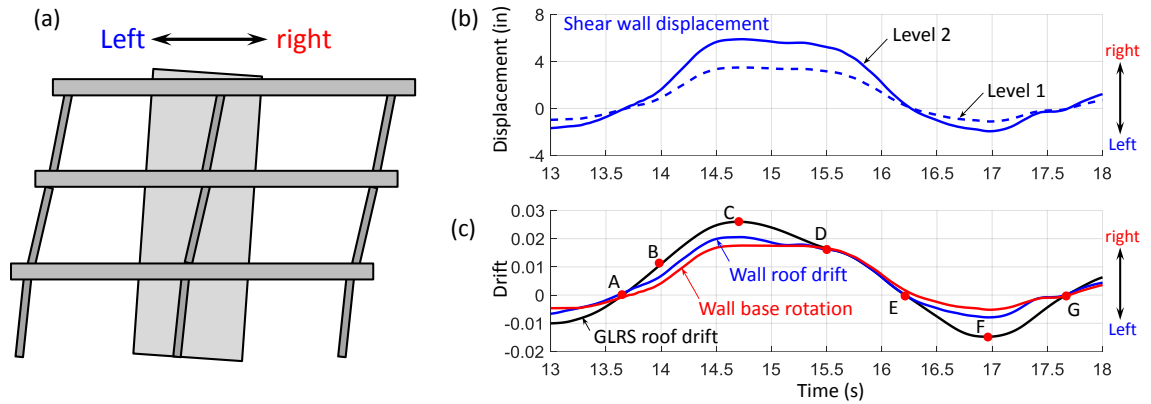 (a)
Left
right
(b)
Displacement (in)
8
4
0
-4
Shear wall displacement
Level 2
Level 1
right
Left
13
13.5
14
14.5
15
15.5
16
16.5
17
17.5
18
(c)
Drift
0.03
0.02
0.01
0
-0.01
-0.02
A
B
C
D
E
F
G
Wall roof drift
Wall base rotation
GLRS roof drift
right
Left
13
13.5
14
14.5
15
15.5
16
16.5
17
17.5
18
Time (s)